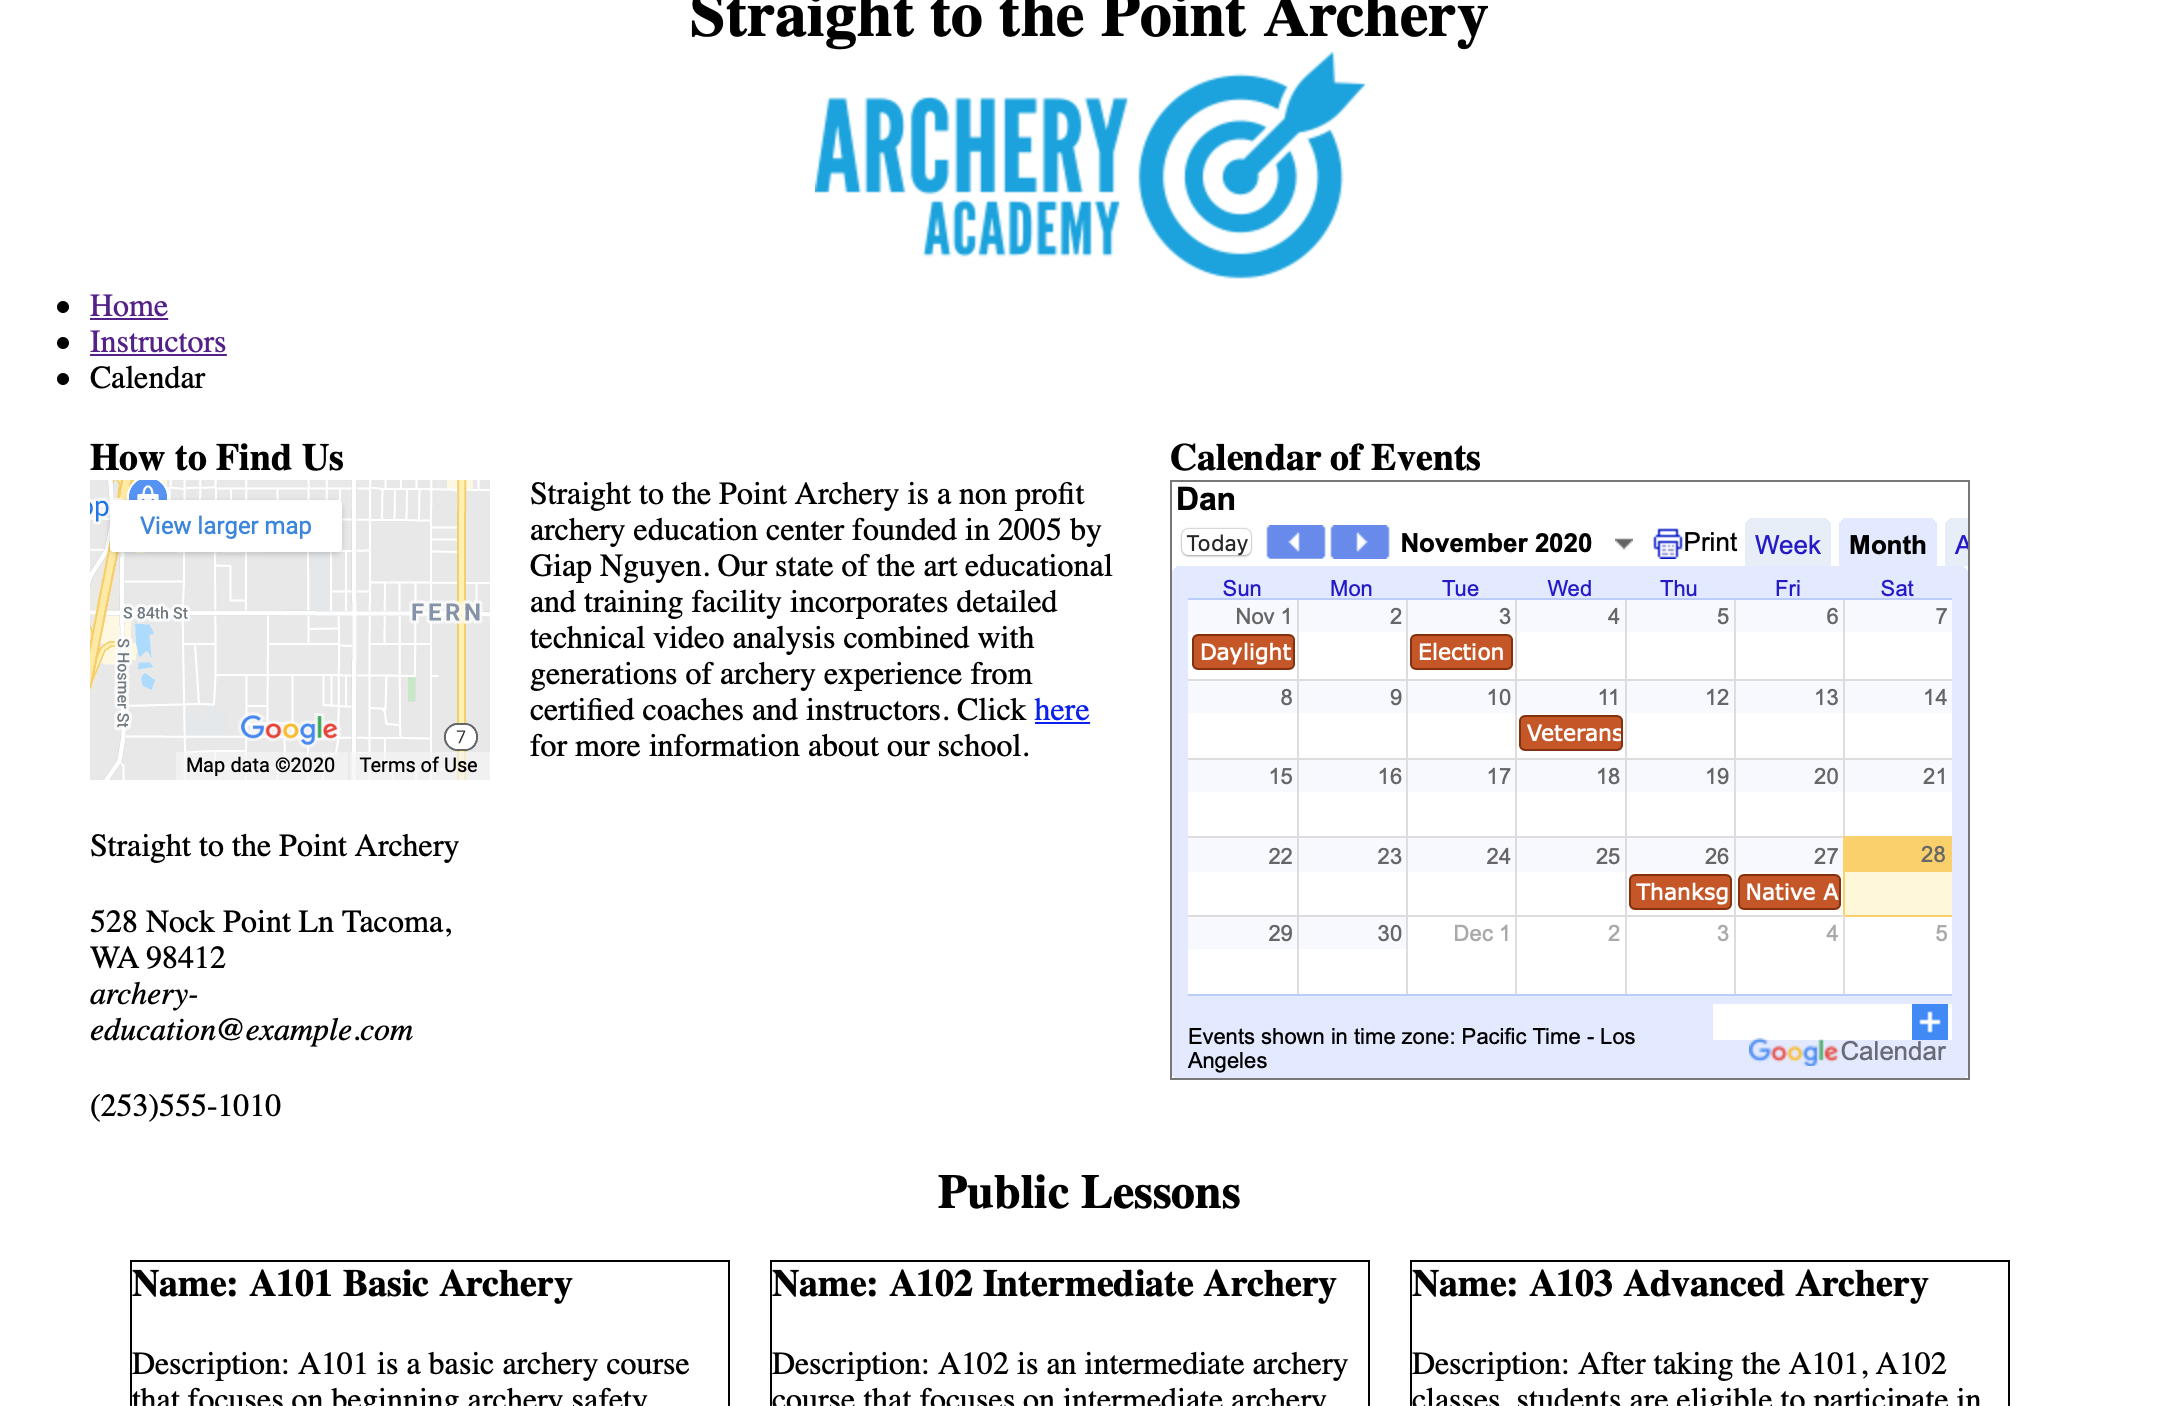 Straight to the Point Archery
ARCHERY
ACADEMY
Home
Instructors
Calendar
How to Find Us
View larger map
S 84th St
FERN
S Hosmer St
Google
7
Map data ©2020
Terms of Use
Straight to the Point Archery
528 Nock Point Ln Tacoma,
WA 98412
archery-
education@example.com
(253)555-1010
Straight to the Point Archery is a non profit
archery education center founded in 2005 by
Giap Nguyen. Our state of the art educational
and training facility incorporates detailed
technical video analysis combined with
generations of archery experience from
certified coaches and instructors. Click here
for more information about our school.
Calendar of Events
Dan
Today November 2020 Print Week Month A
Sun Mon Tue Wed Thu Fri Sat
Nov 1 2 3 4 5 6 7
Daylight Election
8 9 10 11 12 13 14
Veterans
15 16 17 18 19 20 21
22 23 24 25 26 27 28
Thanksg Native A
29 30 Dec 1 2 3 4 5
Events shown in time zone: Pacific Time - Los
Angeles
+
Google Calendar
Public Lessons
Name: A101 Basic Archery
Description: A101 is a basic archery course
that focuses on beginning archery safety
Name: A102 Intermediate Archery
Description: A102 is an intermediate archery
course that focuses on intermediate archery
Name: A103 Advanced Archery
Description: After taking the A101, A102
classes, students are eligible to participate in